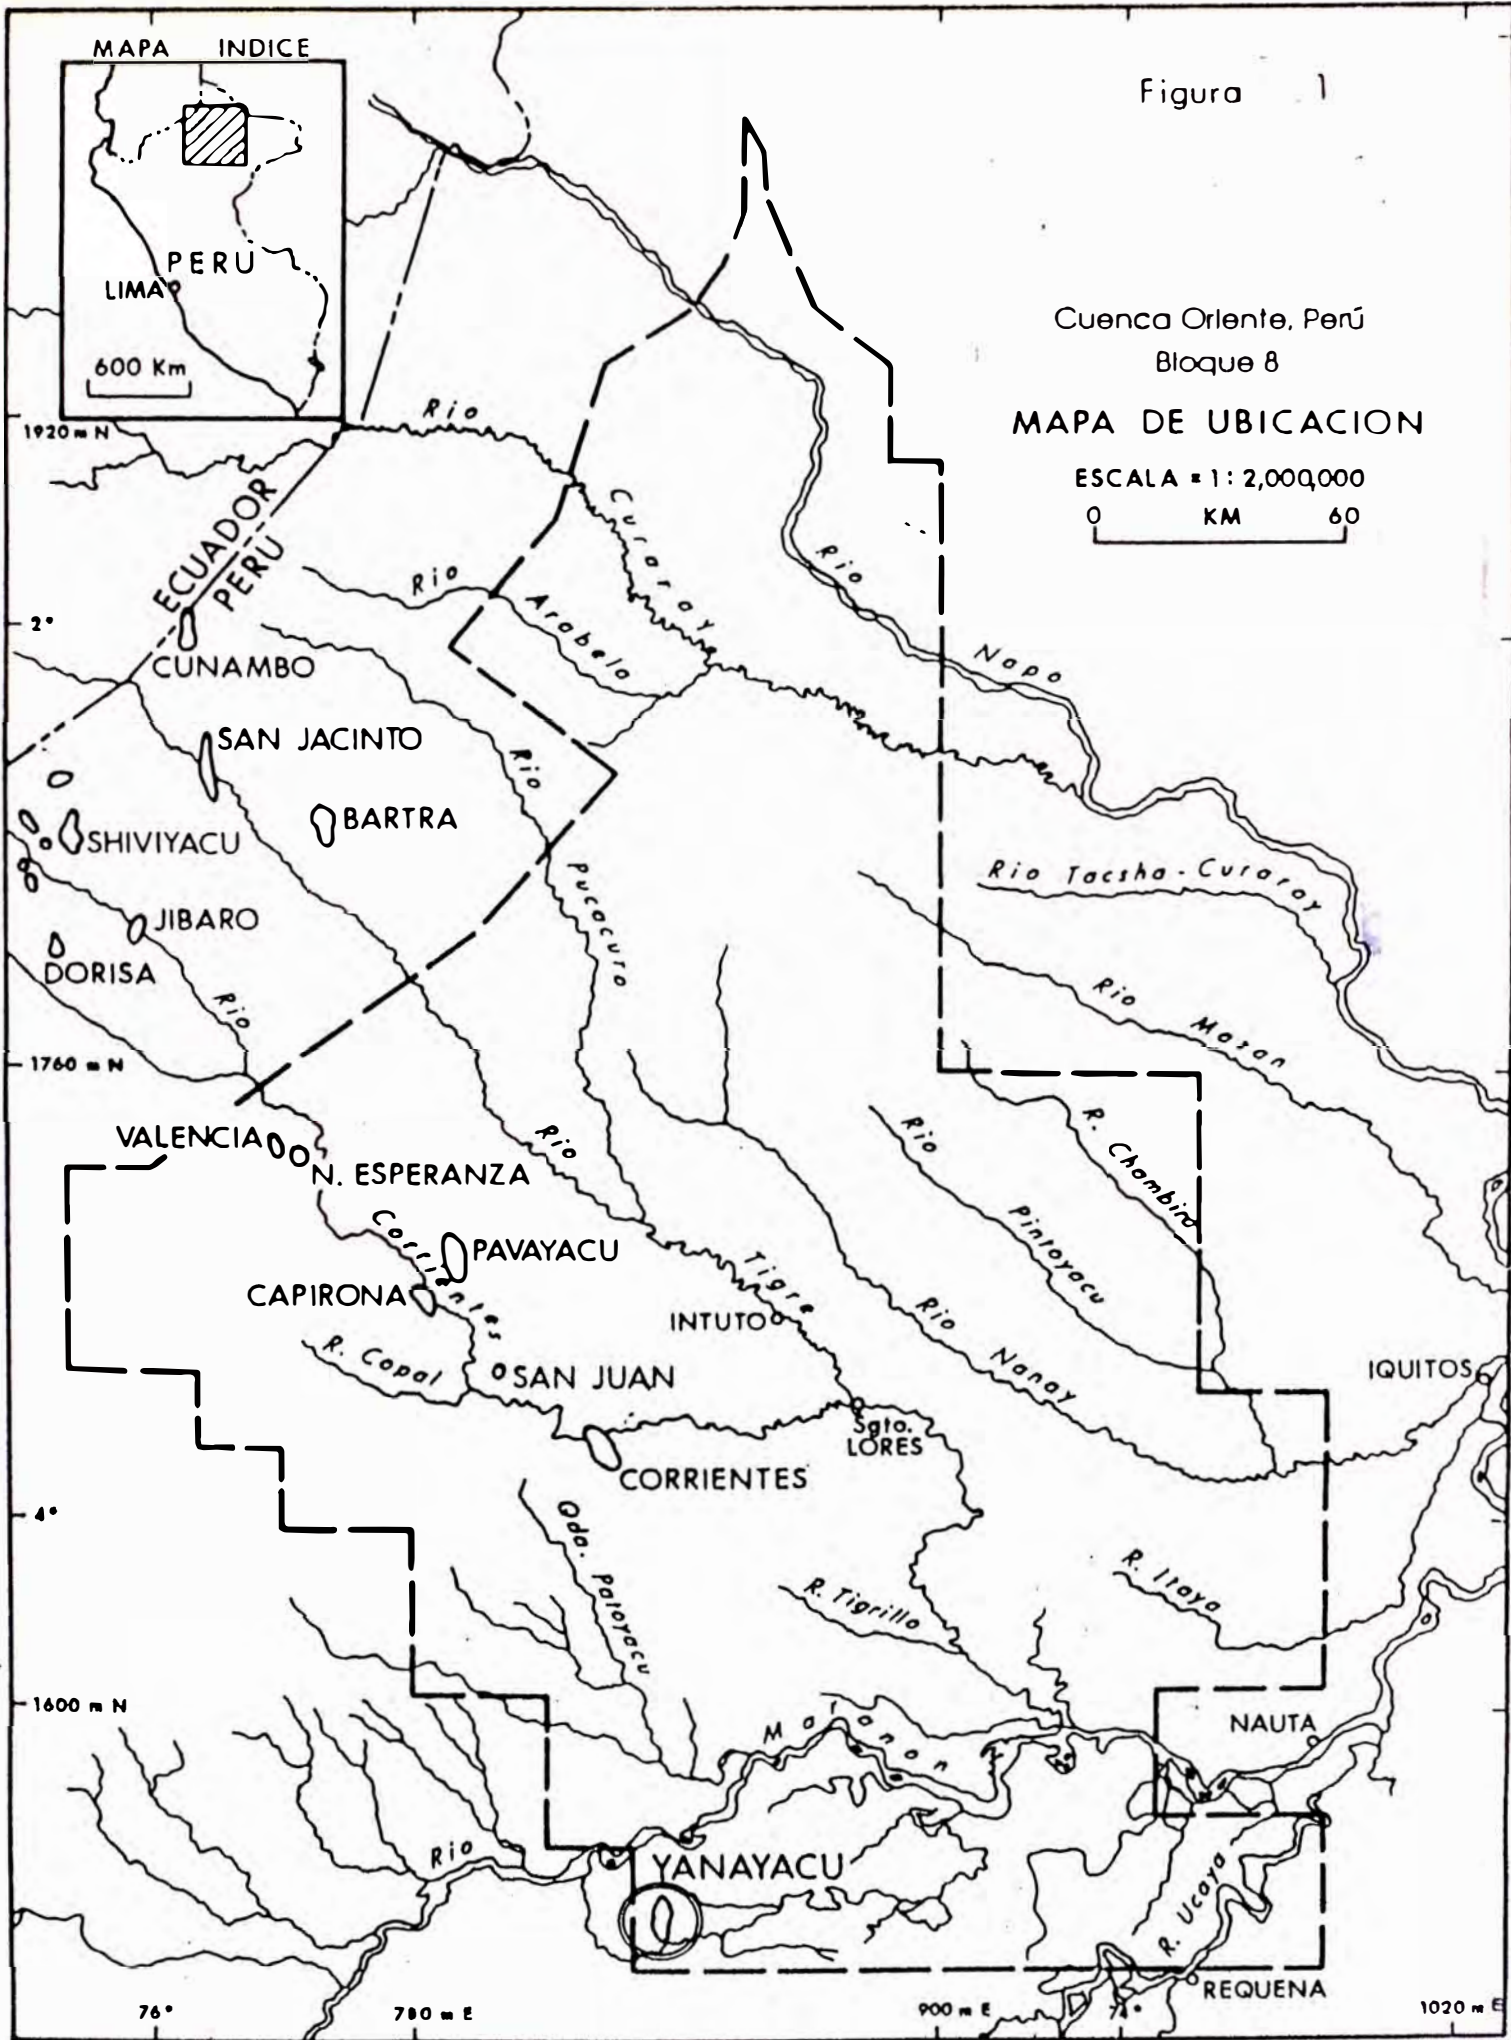 MAPA INDICE
PERU
LIMA
600 Km
Figura 1
Cuenca Oriente, Perú
Bloque 8
MAPA DE UBICACION
ESCALA = 1: 2,000,000
0 KM 60
1920 m N
ECUADOR
PERU
Rio Curaray
Rio Arabela
Rio Napo
2°
CUNAMBO
SAN JACINTO
BARTRA
SHIVIYACU
JIBARO
DORISA
Rio Pucacuro
Rio Tacsha-Curaray
Rio Mazan
1760 m N
VALENCIA
N. ESPERANZA
Rio Corrientes
PAVAYACU
CAPIRONA
R. Copal
SAN JUAN
Rio Tigre
INTUTO
Rio Pintoyacu
R. Chambira
Rio Nanay
IQUITOS
Sgto.
LORES
CORRIENTES
4°
Qda. Patoyacu
R. Tigrillo
R. Itaya
1600 m N
NAUTA
Rio Maranon
YANAYACU
R. Ucaya
REQUENA
76°
780 m E
900 m E
74°
1020 m E